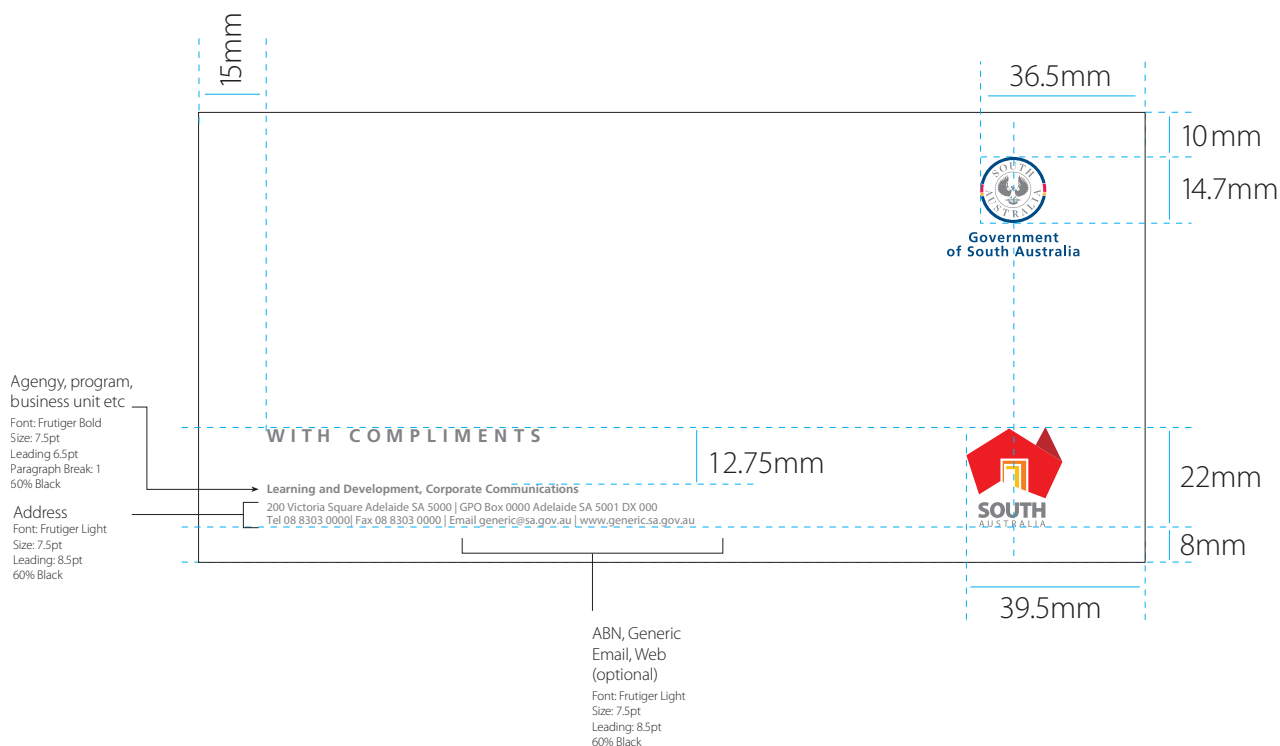 15mm
36.5mm
10mm
14.7mm
SOUTH
AUSTRALIA
Government
of South Australia
Agengy, program,
business unit etc
Font: Frutiger Bold
Size: 7.5pt
Leading 6.5pt
Paragraph Break: 1
60% Black
Address
Font: Frutiger Light
Size: 7.5pt
Leading: 8.5pt
60% Black
WITH COMPLIMENTS
12.75mm
Learning and Development, Corporate Communications
200 Victoria Square Adelaide SA 5000 | GPO Box 0000 Adelaide SA 5001 DX 000
Tel 08 8303 0000| Fax 08 8303 0000 | Email generic@sa.gov.au | www.generic.sa.gov.au
SOUTH
AUSTRALIA
22mm
8mm
39.5mm
ABN, Generic
Email, Web
(optional)
Font: Frutiger Light
Size: 7.5pt
Leading: 8.5pt
60% Black